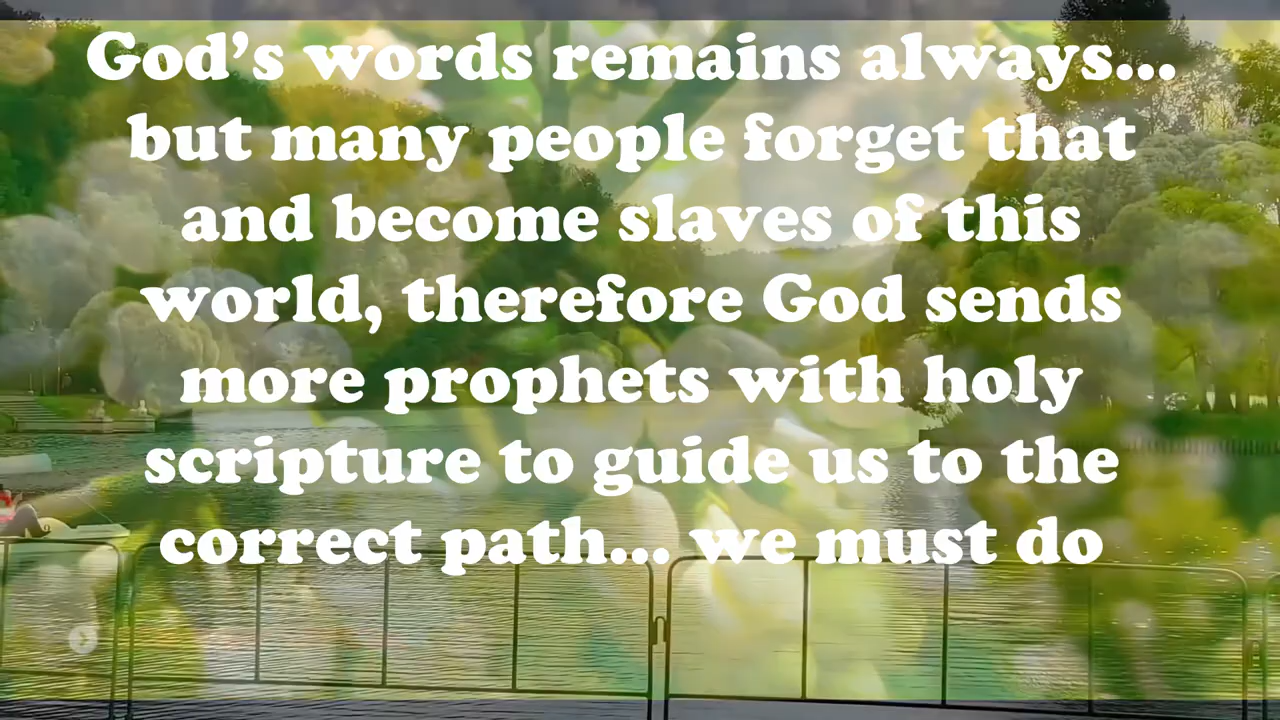 God’s words remains always...
but many people forget that
and become slaves of this
world, therefore God sends
more prophets with holy
scripture to guide us to the
correct path... we must do